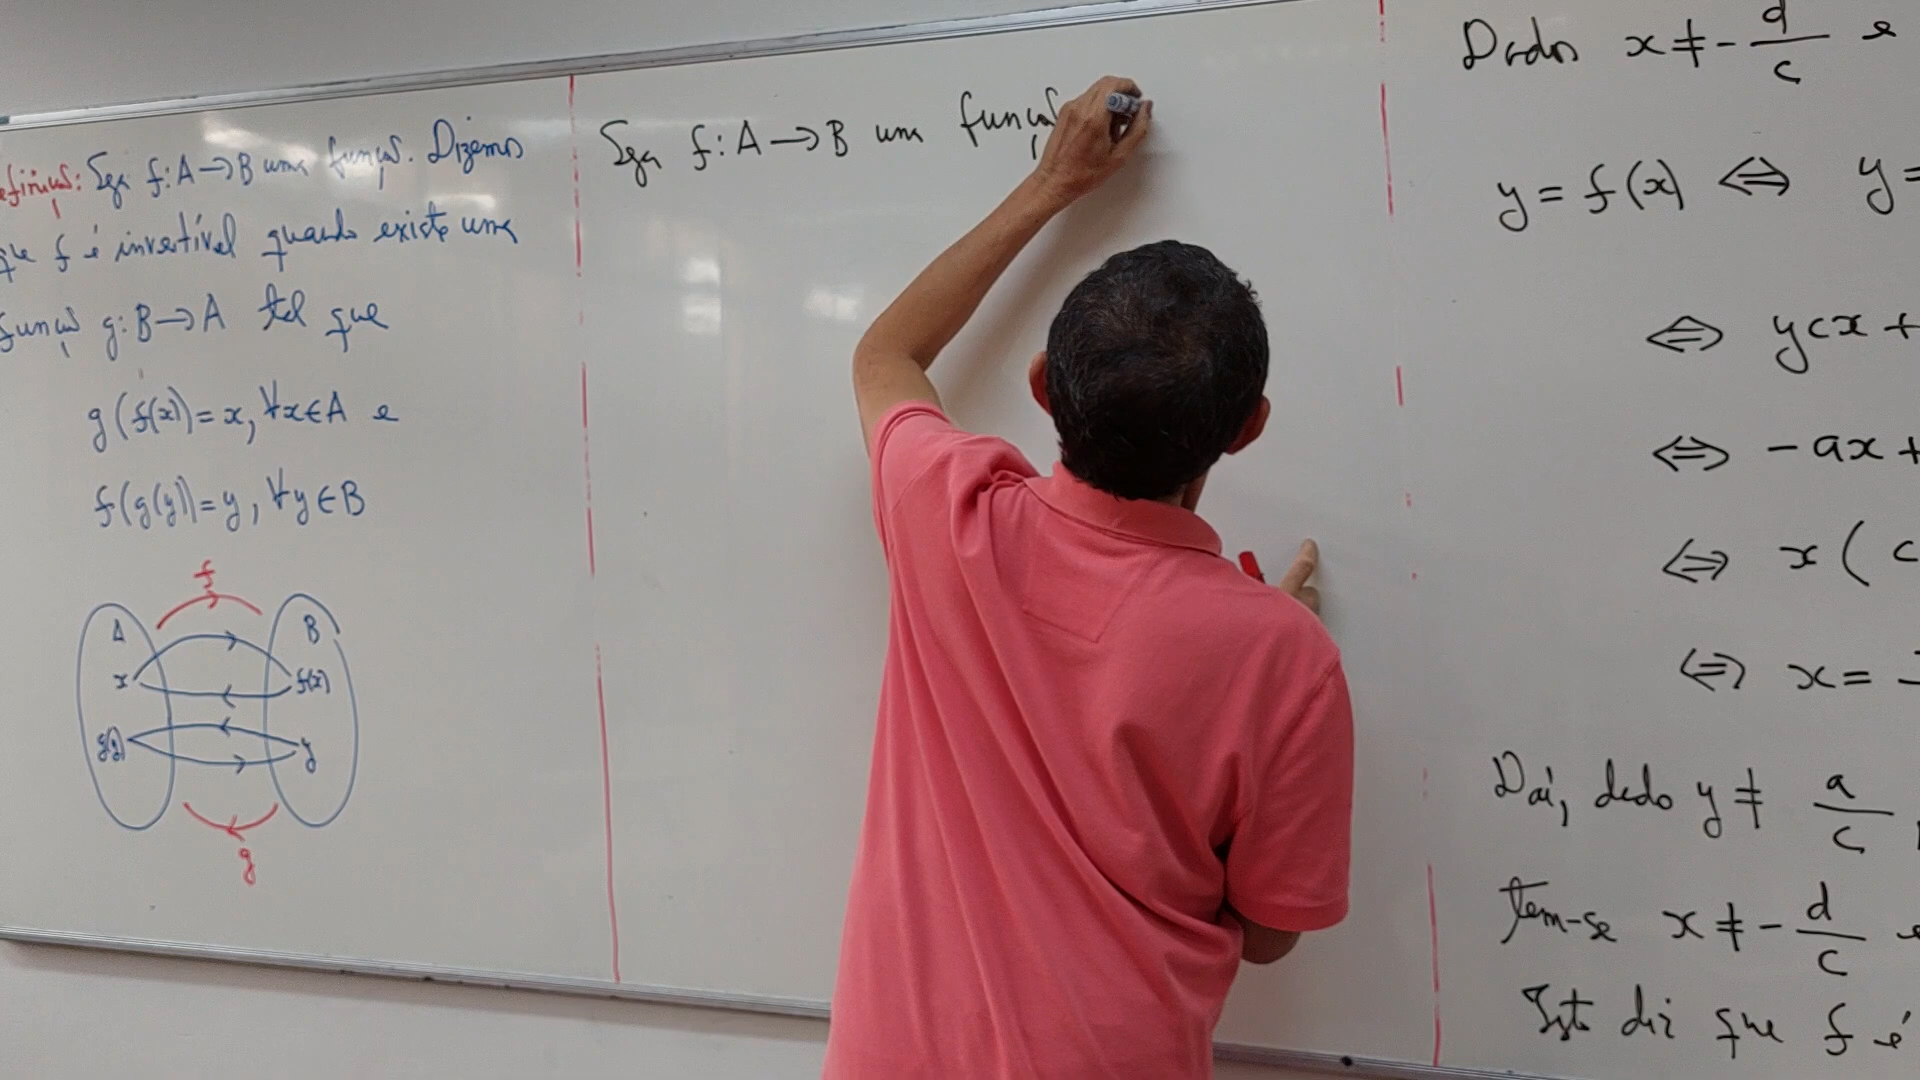 Definição: Seja f: A → B uma função. Dizemos
que f é invertível quando existe uma
função g: B → A tal que
g(f(x)) = x, ∀x ∈ A e
f(g(y)) = y, ∀y ∈ B
f
A B
x f(x)
g(y) y
g
Seja f: A → B uma função
Dados x ≠ - d/c e
y = f(x) ⇔ y =
⇔ ycx +
⇔ - ax +
⇔ x ( c
⇔ x =
Daí, dado y ≠ a/c
tem-se x ≠ - d/c e
Isto diz que f é